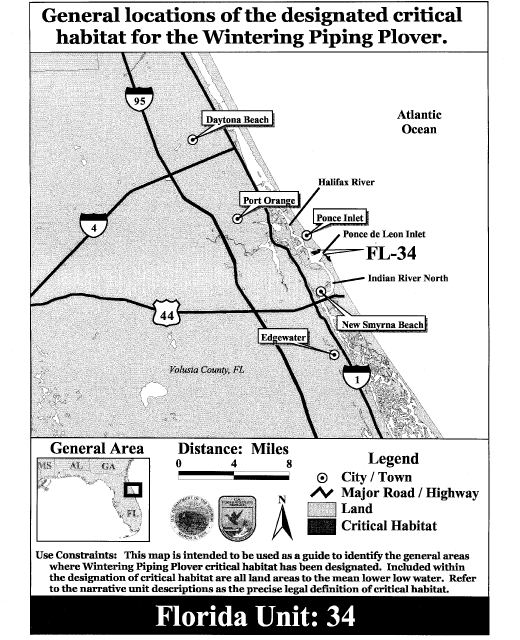 General locations of the designated critical
habitat for the Wintering Piping Plover.
95
Daytona Beach
Atlantic
Ocean
Halifax River
Port Orange
Ponce Inlet
4
Ponce de Leon Inlet
FL-34
Indian River North
44
New Smyrna Beach
Edgewater
Volusia County, FL
1
General Area
MS AL GA
FL
Distance: Miles
0 4 8
N
Legend
City / Town
Major Road / Highway
Land
Critical Habitat
Use Constraints: This map is intended to be used as a guide to identify the general areas
where Wintering Piping Plover critical habitat has been designated. Included within
the designation of critical habitat are all land areas to the mean lower low water. Refer
to the narrative unit descriptions as the precise legal definition of critical habitat.
Florida Unit: 34